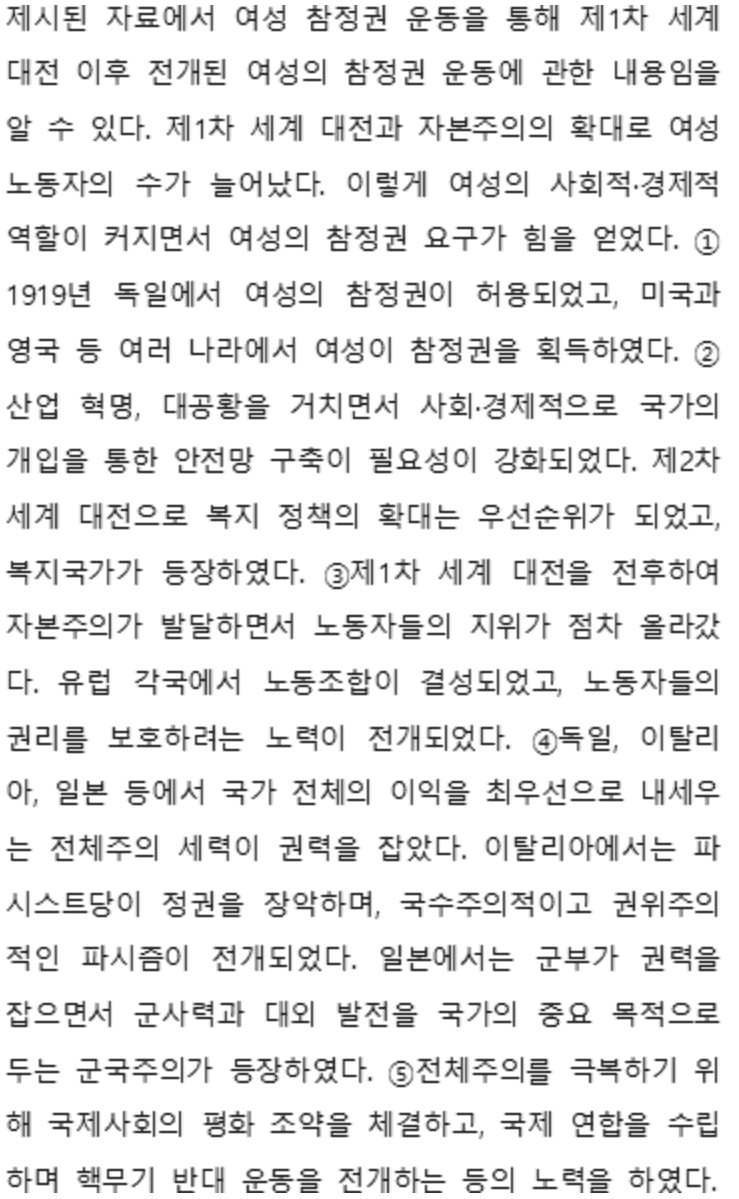 제시된 자료에서 여성 참정권 운동을 통해 제1차 세계
대전 이후 전개된 여성의 참정권 운동에 관한 내용임을
알 수 있다. 제1차 세계 대전과 자본주의의 확대로 여성
노동자의 수가 늘어났다. 이렇게 여성의 사회적·경제적
역할이 커지면서 여성의 참정권 요구가 힘을 얻었다. ①
1919년 독일에서 여성의 참정권이 허용되었고, 미국과
영국 등 여러 나라에서 여성이 참정권을 획득하였다. ②
산업 혁명, 대공황을 거치면서 사회·경제적으로 국가의
개입을 통한 안전망 구축이 필요성이 강화되었다. 제2차
세계 대전으로 복지 정책의 확대는 우선순위가 되었고,
복지국가가 등장하였다. ③제1차 세계 대전을 전후하여
자본주의가 발달하면서 노동자들의 지위가 점차 올라갔
다. 유럽 각국에서 노동조합이 결성되었고, 노동자들의
권리를 보호하려는 노력이 전개되었다. ④독일, 이탈리
아, 일본 등에서 국가 전체의 이익을 최우선으로 내세우
는 전체주의 세력이 권력을 잡았다. 이탈리아에서는 파
시스트당이 정권을 장악하며, 국수주의적이고 권위주의
적인 파시즘이 전개되었다. 일본에서는 군부가 권력을
잡으면서 군사력과 대외 발전을 국가의 중요 목적으로
두는 군국주의가 등장하였다. ⑤전체주의를 극복하기 위
해 국제사회의 평화 조약을 체결하고, 국제 연합을 수립
하며 핵무기 반대 운동을 전개하는 등의 노력을 하였다.